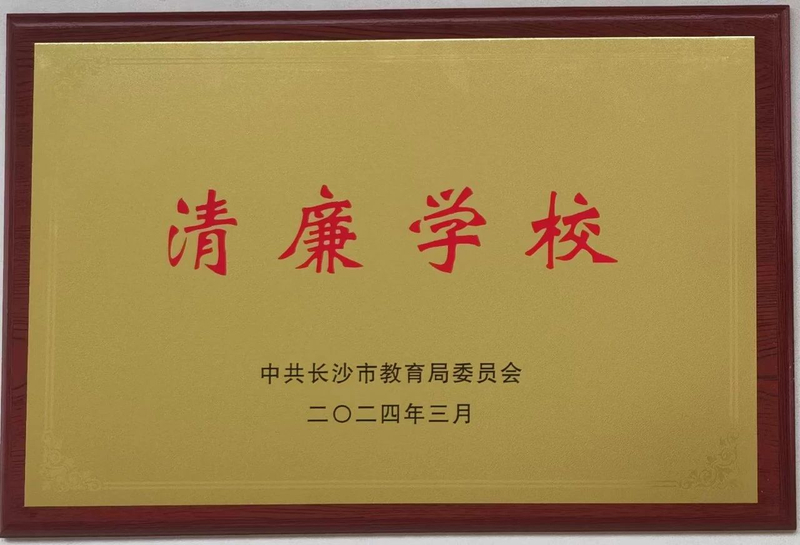 清廉学校
中共长沙市教育局委员会
二〇二四年三月